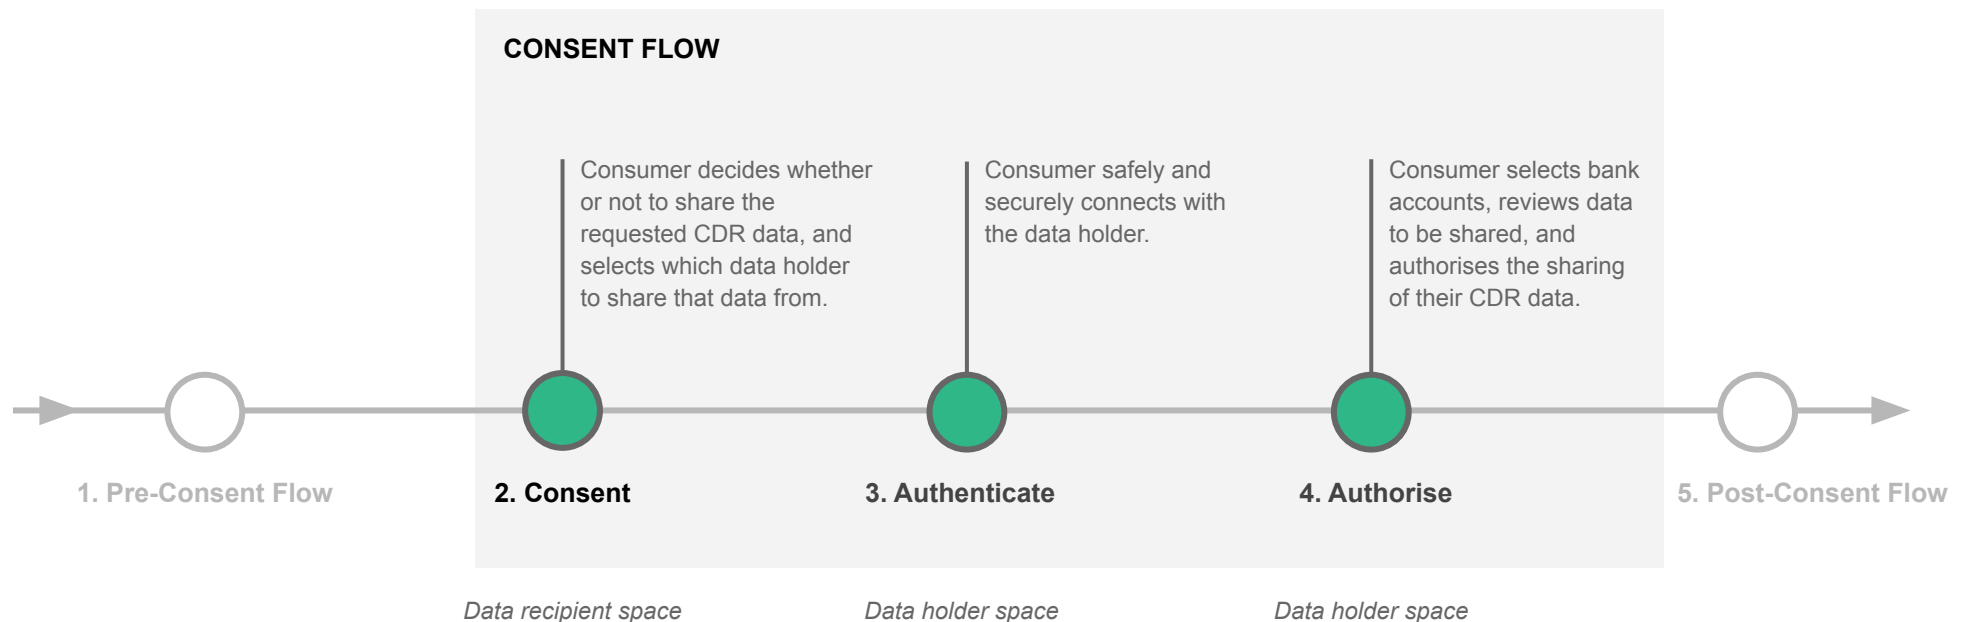 CONSENT FLOW
Consumer decides whether
or not to share the
requested CDR data, and
selects which data holder
to share that data from.
Consumer safely and
securely connects with
the data holder.
Consumer selects bank
accounts, reviews data
to be shared, and
authorises the sharing
of their CDR data.
1. Pre-Consent Flow
2. Consent
3. Authenticate
4. Authorise
5. Post-Consent Flow
Data recipient space
Data holder space
Data holder space